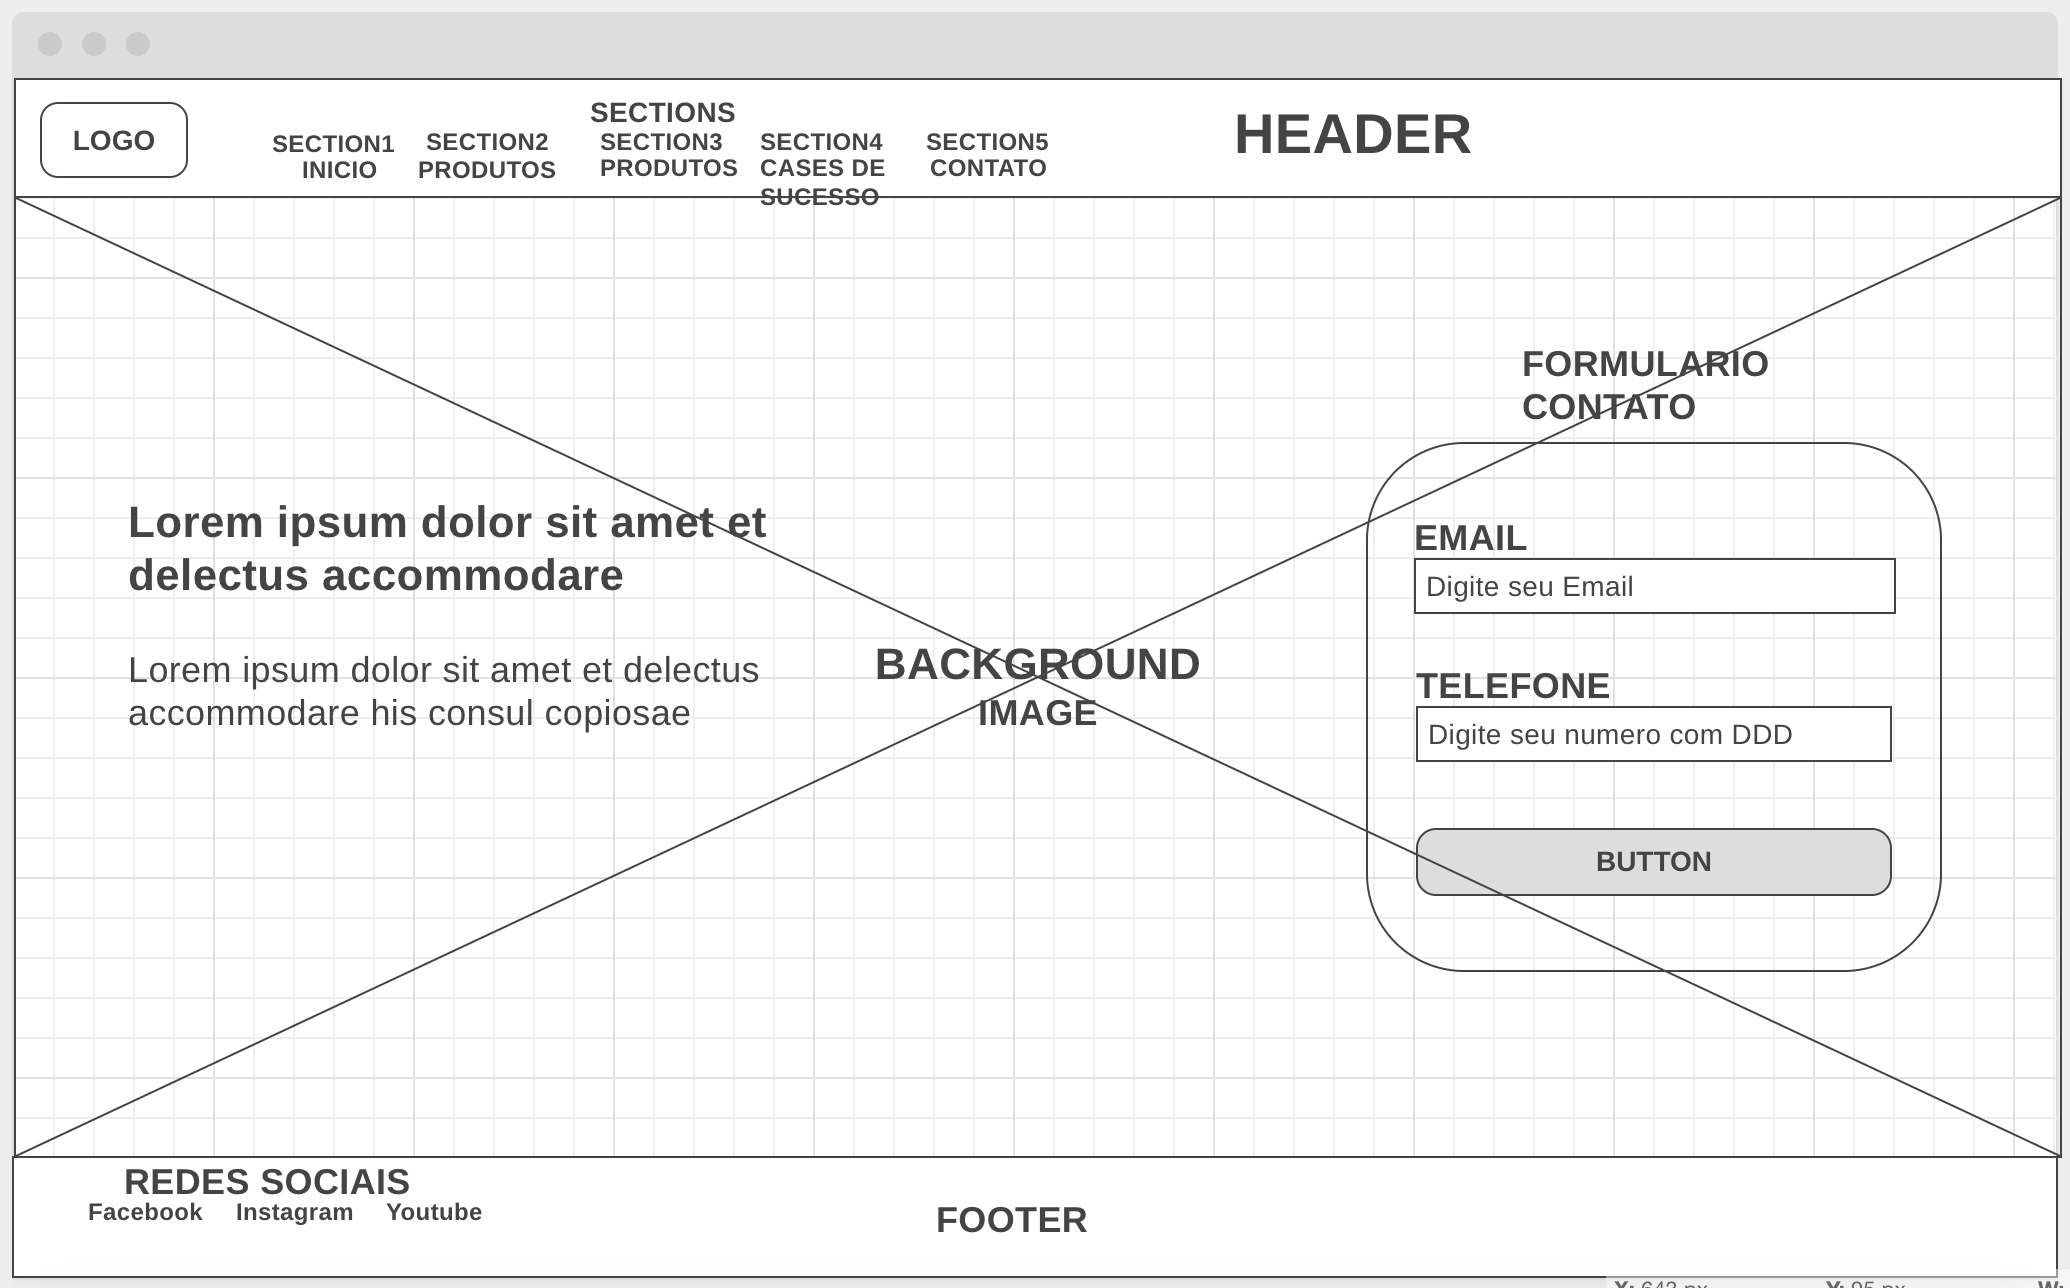 LOGO
SECTIONS
SECTION1 SECTION2 SECTION3 SECTION4 SECTION5
INICIO PRODUTOS PRODUTOS CASES DE CONTATO
SUCESSO
HEADER
FORMULARIO
CONTATO
Lorem ipsum dolor sit amet et
delectus accommodare
Lorem ipsum dolor sit amet et delectus
accommodare his consul copiosae
BACKGROUND
IMAGE
EMAIL
Digite seu Email
TELEFONE
Digite seu numero com DDD
BUTTON
REDES SOCIAIS
Facebook Instagram Youtube
FOOTER
X: 642 px Y: 95 px W: